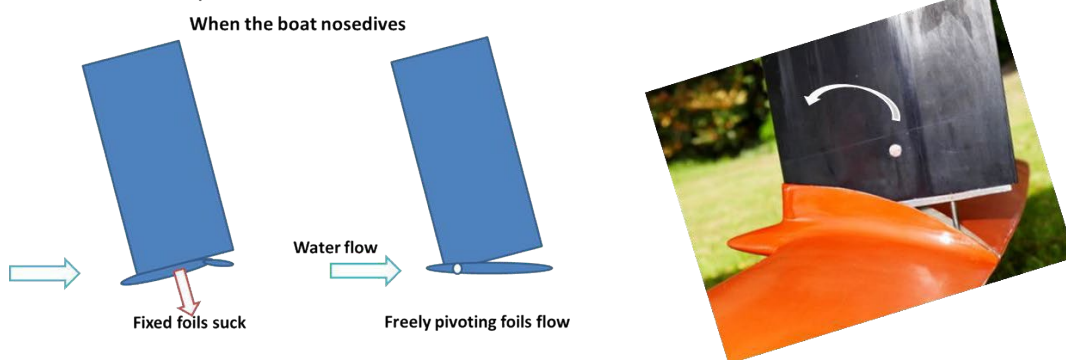 When the boat nosedives
Water flow
Fixed foils suck
Freely pivoting foils flow